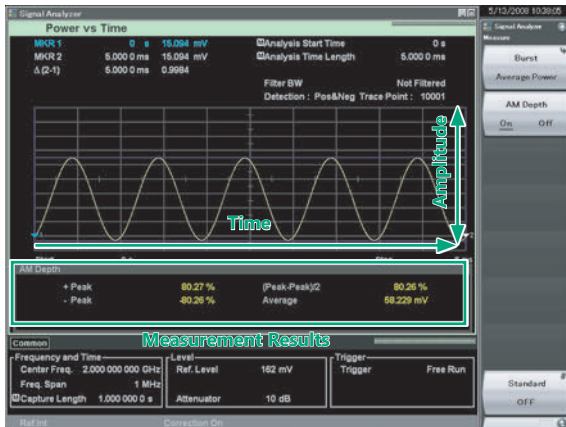 Signal Analyzer
5/13/2008 10:38:05
Power vs Time
MKR 1 0 s 15.094 mV
MKR 2 5.000 0 ms 15.094 mV
Δ (2-1) 5.000 0 ms 0.9984
Analysis Start Time 0 s
Analysis Time Length 5.000 0 ms
Filter BW Not Filtered
Detection : Pos&Neg Trace Point : 10001
Amplitude
Time
1
2
AM Depth
+ Peak 80.27 % (Peak-Peak)/2 80.26 %
- Peak -80.26 % Average 58.229 mV
Measurement Results
Common
Frequency and Time
Center Freq. 2.000 000 000 GHz
Freq. Span 1 MHz
Capture Length 1.000 000 0 s
Level
Ref. Level 162 mV
Attenuator 10 dB
Trigger
Trigger Free Run
Ref.Int Correction On
Signal Analyzer
Measure
Burst
Average Power
AM Depth
On Off
Standard
OFF